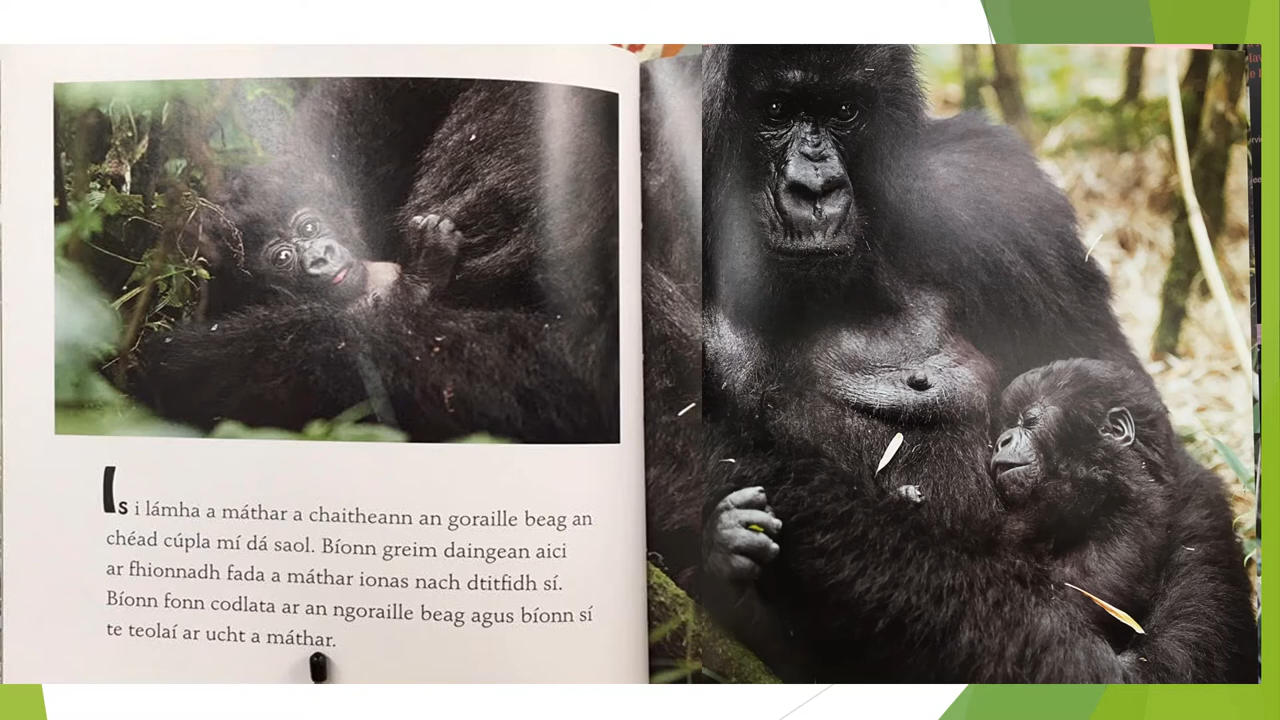 Is i lámha a máthar a chaitheann an goraille beag an
chéad cúpla mí dá saol. Bíonn greim daingean aici
ar fhionnadh fada a máthar ionas nach dtitfidh sí.
Bíonn fonn codlata ar an ngoraille beag agus bíonn sí
te teolaí ar ucht a máthar.